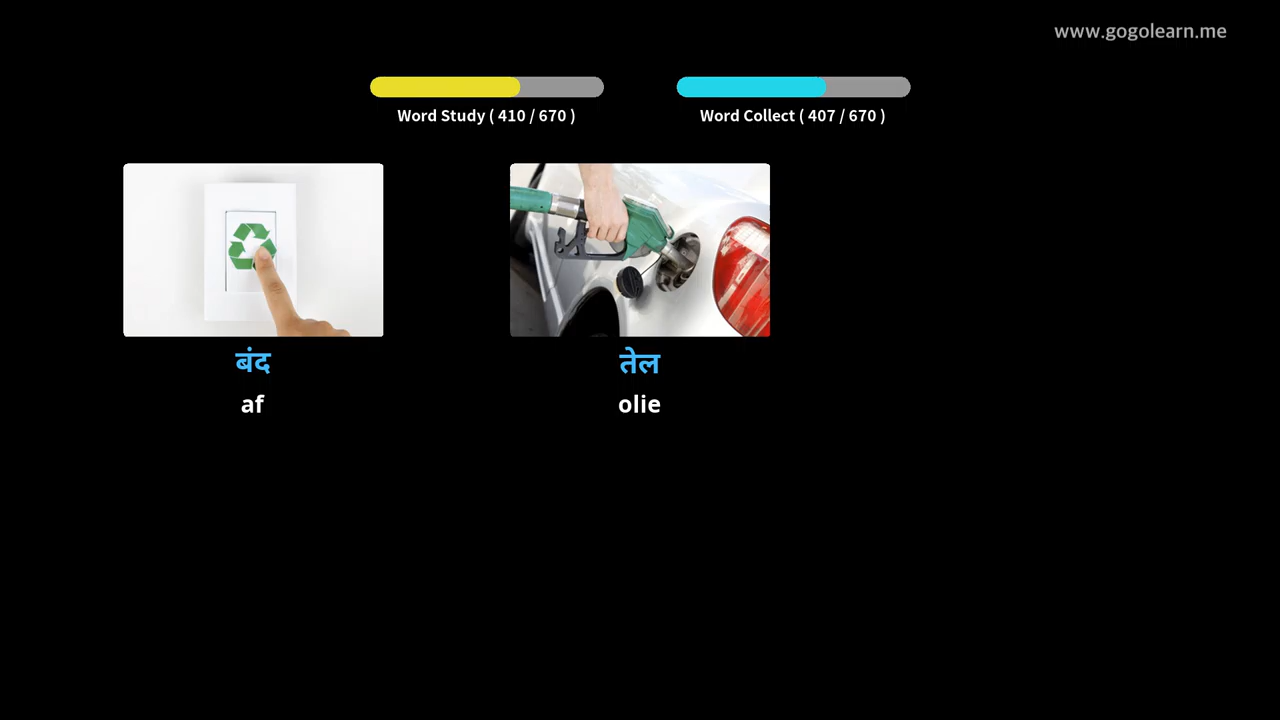 www.gogolearn.me
Word Study ( 410 / 670 )
Word Collect ( 407 / 670 )
बंद
तेल
af
olie